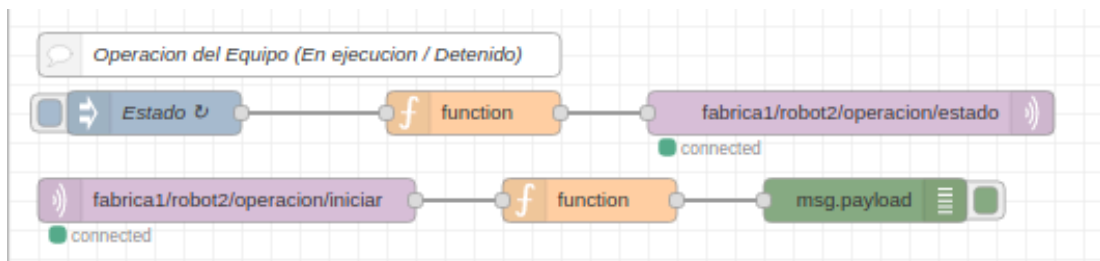 Operacion del Equipo (En ejecucion / Detenido)
Estado ↻ function fabrica1/robot2/operacion/estado
connected
fabrica1/robot2/operacion/iniciar function msg.payload
connected